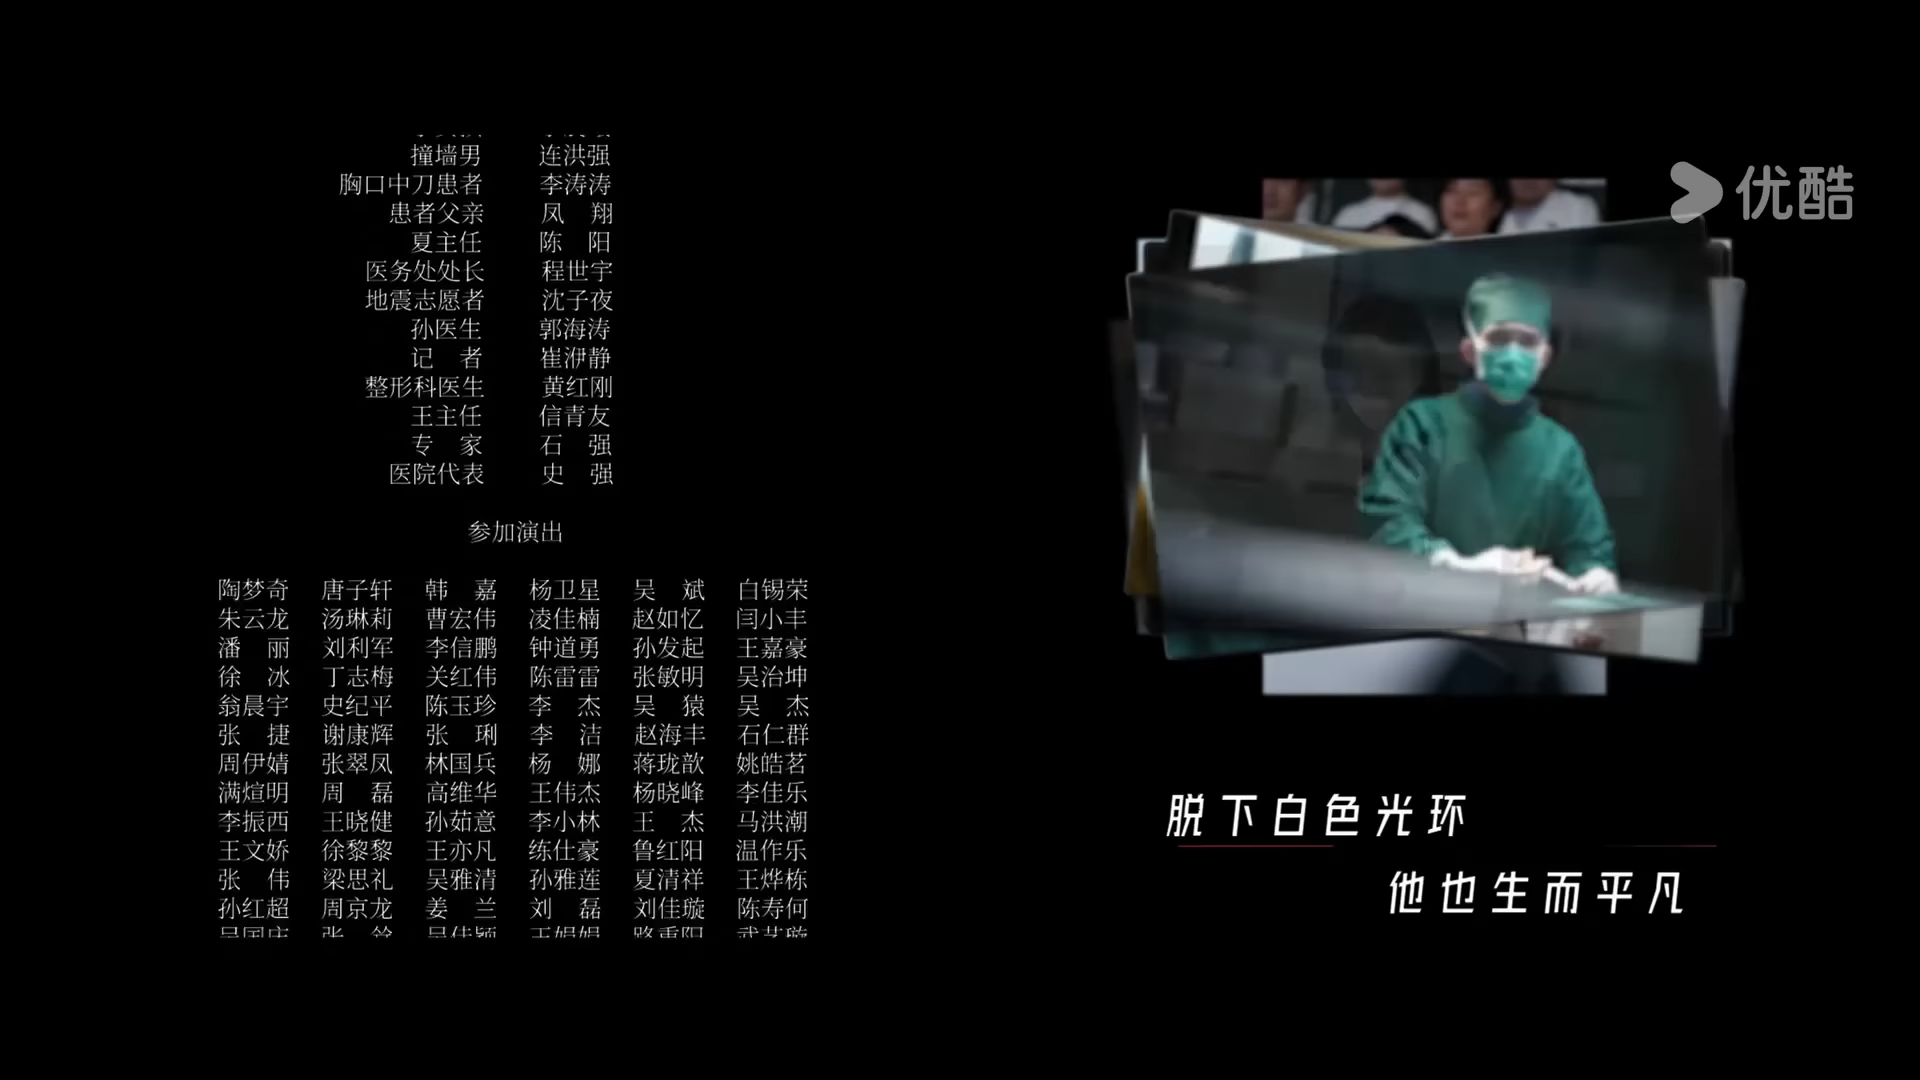 撞墙男 连洪强
胸口中刀患者 李涛涛
患者父亲 凤 翔
夏主任 陈 阳
医务处处长 程世宇
地震志愿者 沈子夜
孙医生 郭海涛
记 者 崔洢静
整形科医生 黄红刚
王主任 信青友
专 家 石 强
医院代表 史 强
参加演出
陶梦奇 唐子轩 韩 嘉 杨卫星 吴 斌 白锡荣
朱云龙 汤琳莉 曹宏伟 凌佳楠 赵如忆 闫小丰
潘 丽 刘利军 李信鹏 钟道勇 孙发起 王嘉豪
徐 冰 丁志梅 关红伟 陈雷雷 张敏明 吴治坤
翁晨宇 史纪平 陈玉珍 李 杰 吴 猿 吴 杰
张 捷 谢康辉 张 琍 李 洁 赵海丰 石仁群
周伊婧 张翠凤 林国兵 杨 娜 蒋珑歆 姚皓茗
满煊明 周 磊 高维华 王伟杰 杨晓峰 李佳乐
李振西 王晓健 孙茹意 李小林 王 杰 马洪潮
王文娇 徐黎黎 王亦凡 练仕豪 鲁红阳 温作乐
张 伟 梁思礼 吴雅清 孙雅莲 夏清祥 王烨栋
孙红超 周京龙 姜 兰 刘 磊 刘佳璇 陈寿何
优酷
脱下白色光环
他也生而平凡